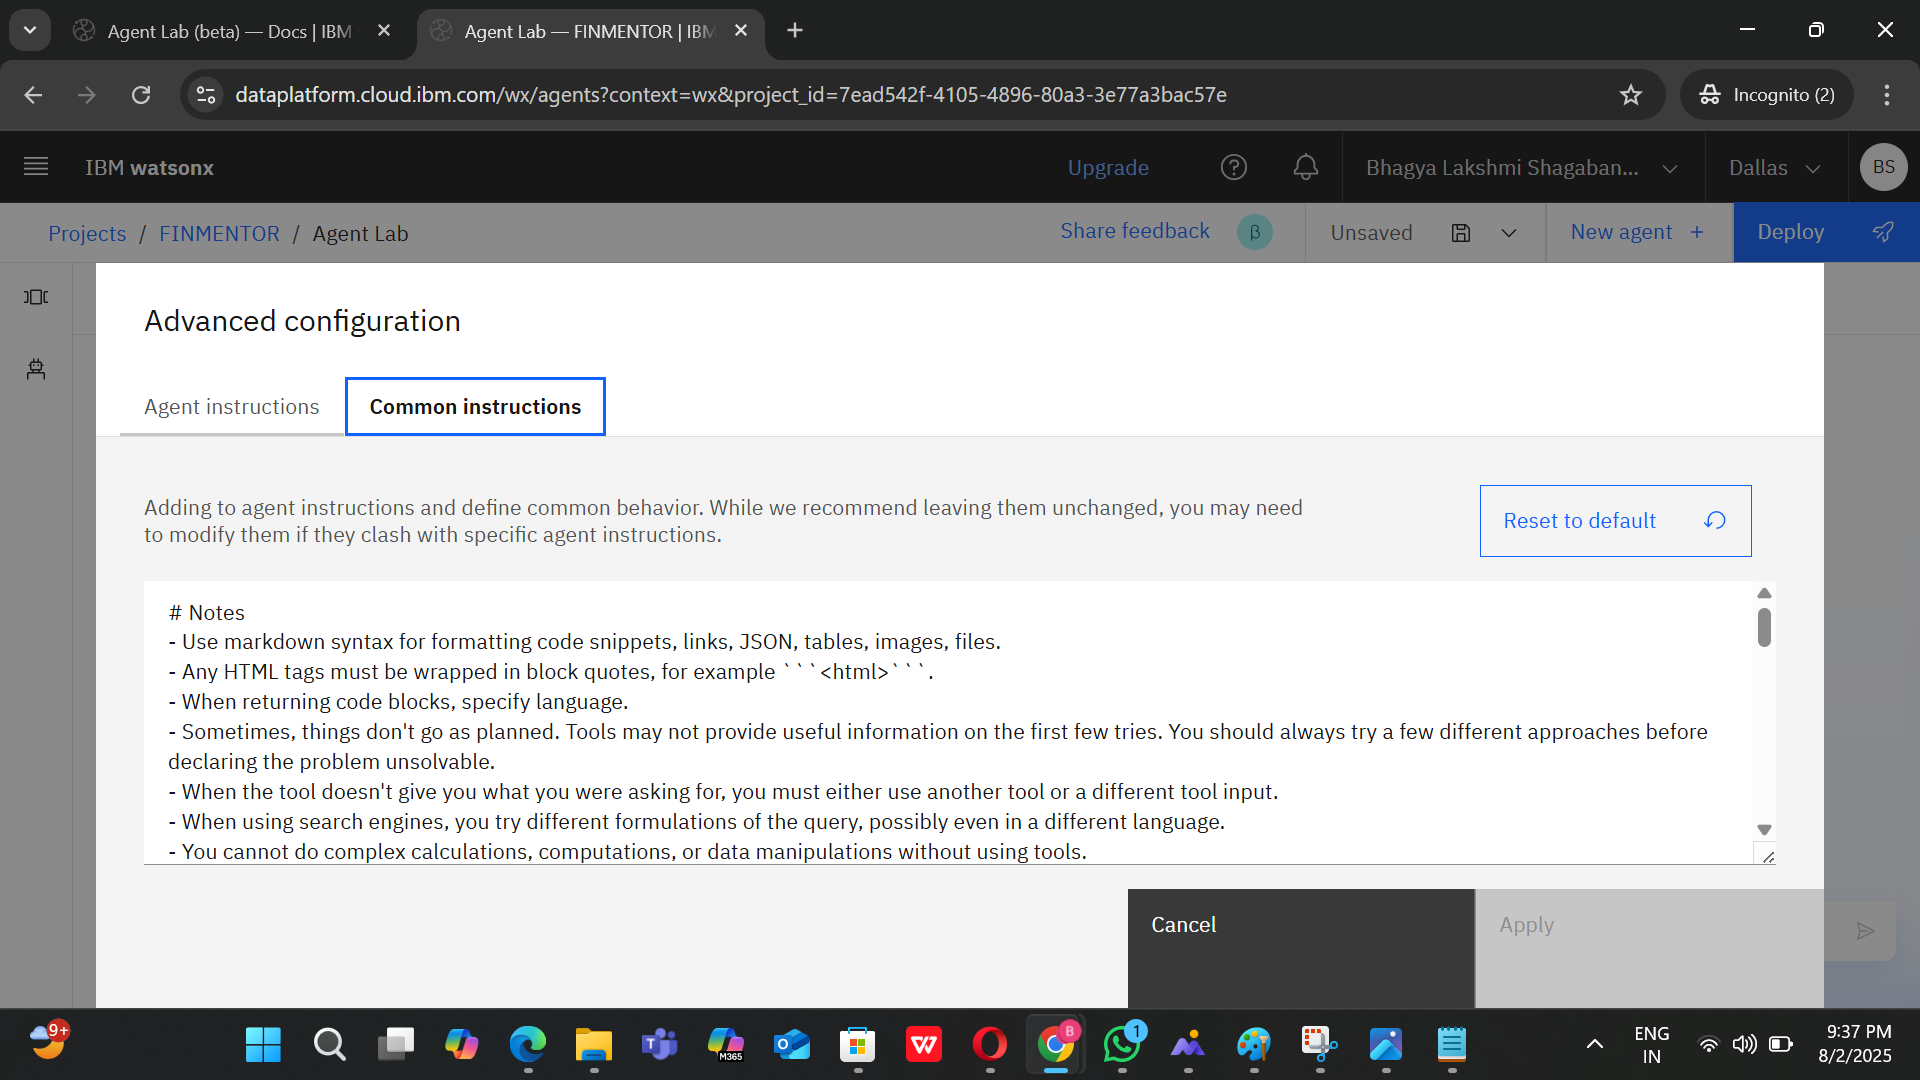 Agent Lab (beta) — Docs | IBM
Agent Lab — FINMENTOR | IBM
dataplatform.cloud.ibm.com/wx/agents?context=wx&project_id=7ead542f-4105-4896-80a3-3e77a3bac57e
Incognito (2)
IBM watsonx
Upgrade
Bhagya Lakshmi Shagaban...
Dallas
BS
Projects / FINMENTOR / Agent Lab
Share feedback
β
Unsaved
New agent +
Deploy
Advanced configuration
Agent instructions
Common instructions
Adding to agent instructions and define common behavior. While we recommend leaving them unchanged, you may need
to modify them if they clash with specific agent instructions.
Reset to default
# Notes
- Use markdown syntax for formatting code snippets, links, JSON, tables, images, files.
- Any HTML tags must be wrapped in block quotes, for example ```<html>```.
- When returning code blocks, specify language.
- Sometimes, things don't go as planned. Tools may not provide useful information on the first few tries. You should always try a few different approaches before
declaring the problem unsolvable.
- When the tool doesn't give you what you were asking for, you must either use another tool or a different tool input.
- When using search engines, you try different formulations of the query, possibly even in a different language.
- You cannot do complex calculations, computations, or data manipulations without using tools.
Cancel
Apply
9+
M365
B
1
ENG
IN
9:37 PM
8/2/2025